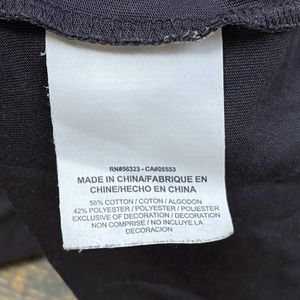 RN#56323 - CA#05553
MADE IN CHINA/FABRIQUE EN
CHINE/HECHO EN CHINA
58% COTTON / COTON / ALGODON
42% POLYESTER / POLYESTER / POLYESTER
EXCLUSIVE OF DECORATION / DECORATION
NON COMPRISE / NO INCLUYE LA
DECORACION